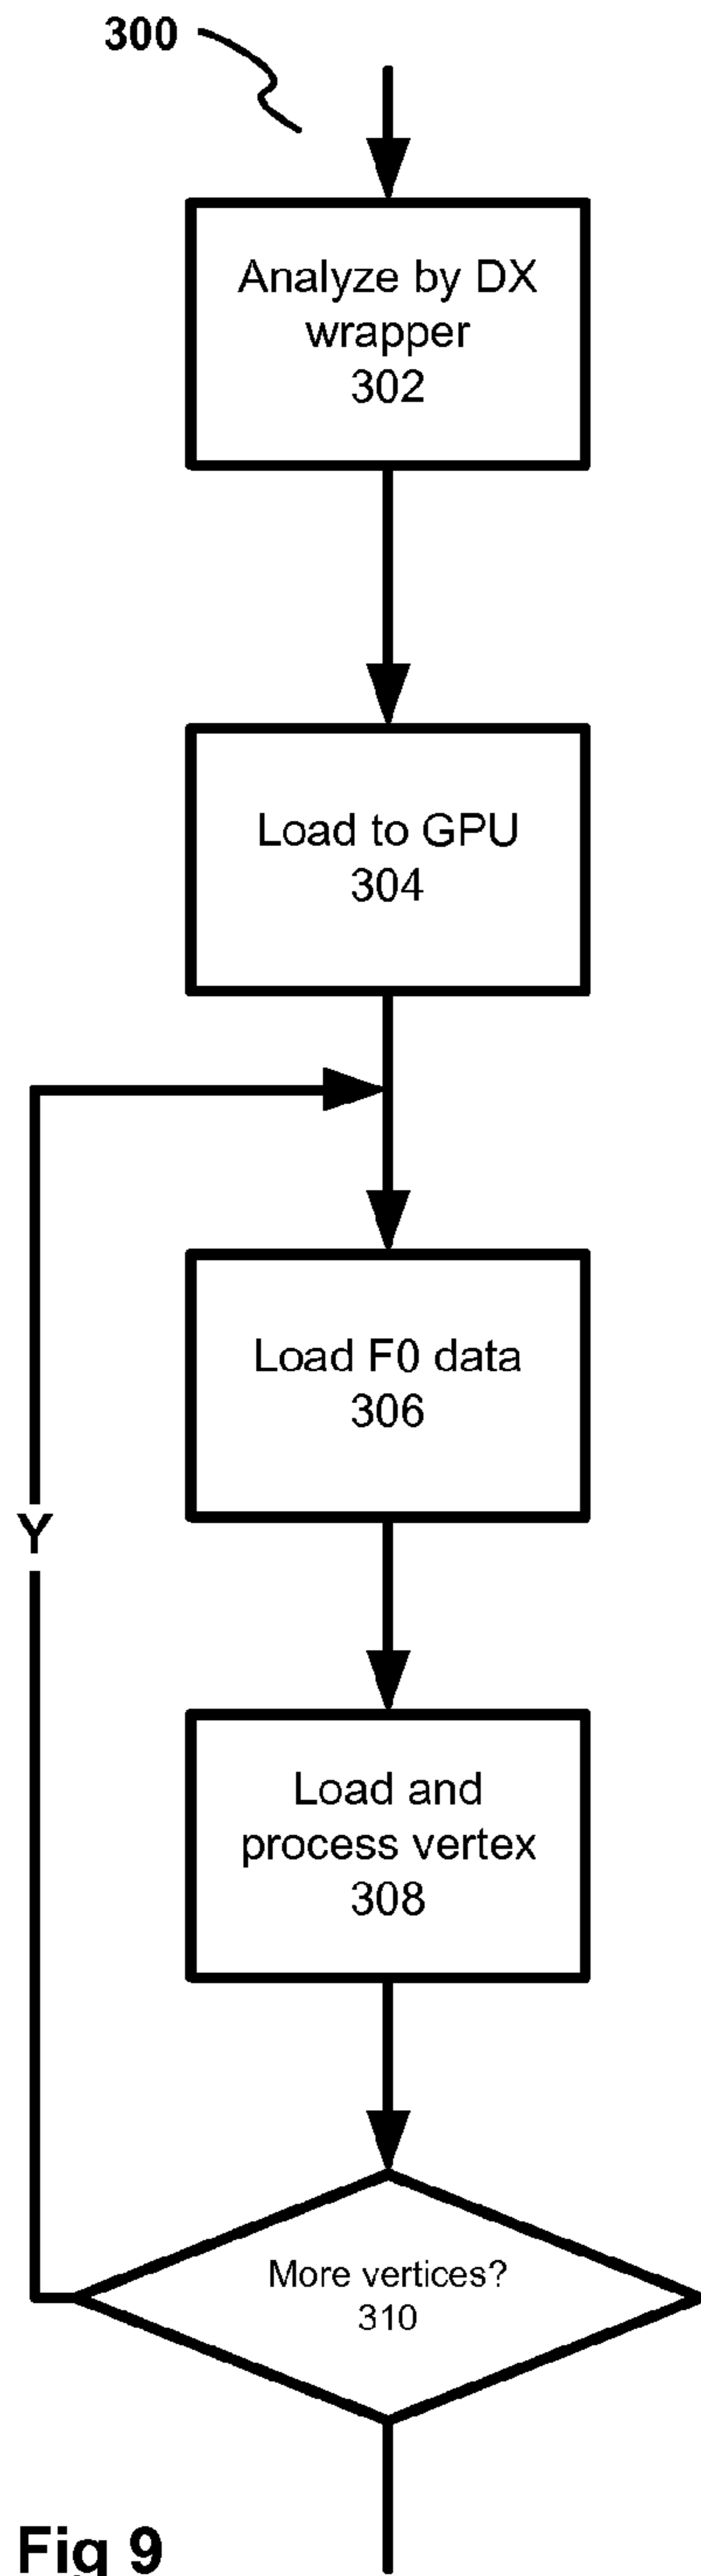 300
Analyze by DX
wrapper
302
Load to GPU
304
Load F0 data
306
Y
Load and
process vertex
308
More vertices?
310
Fig 9